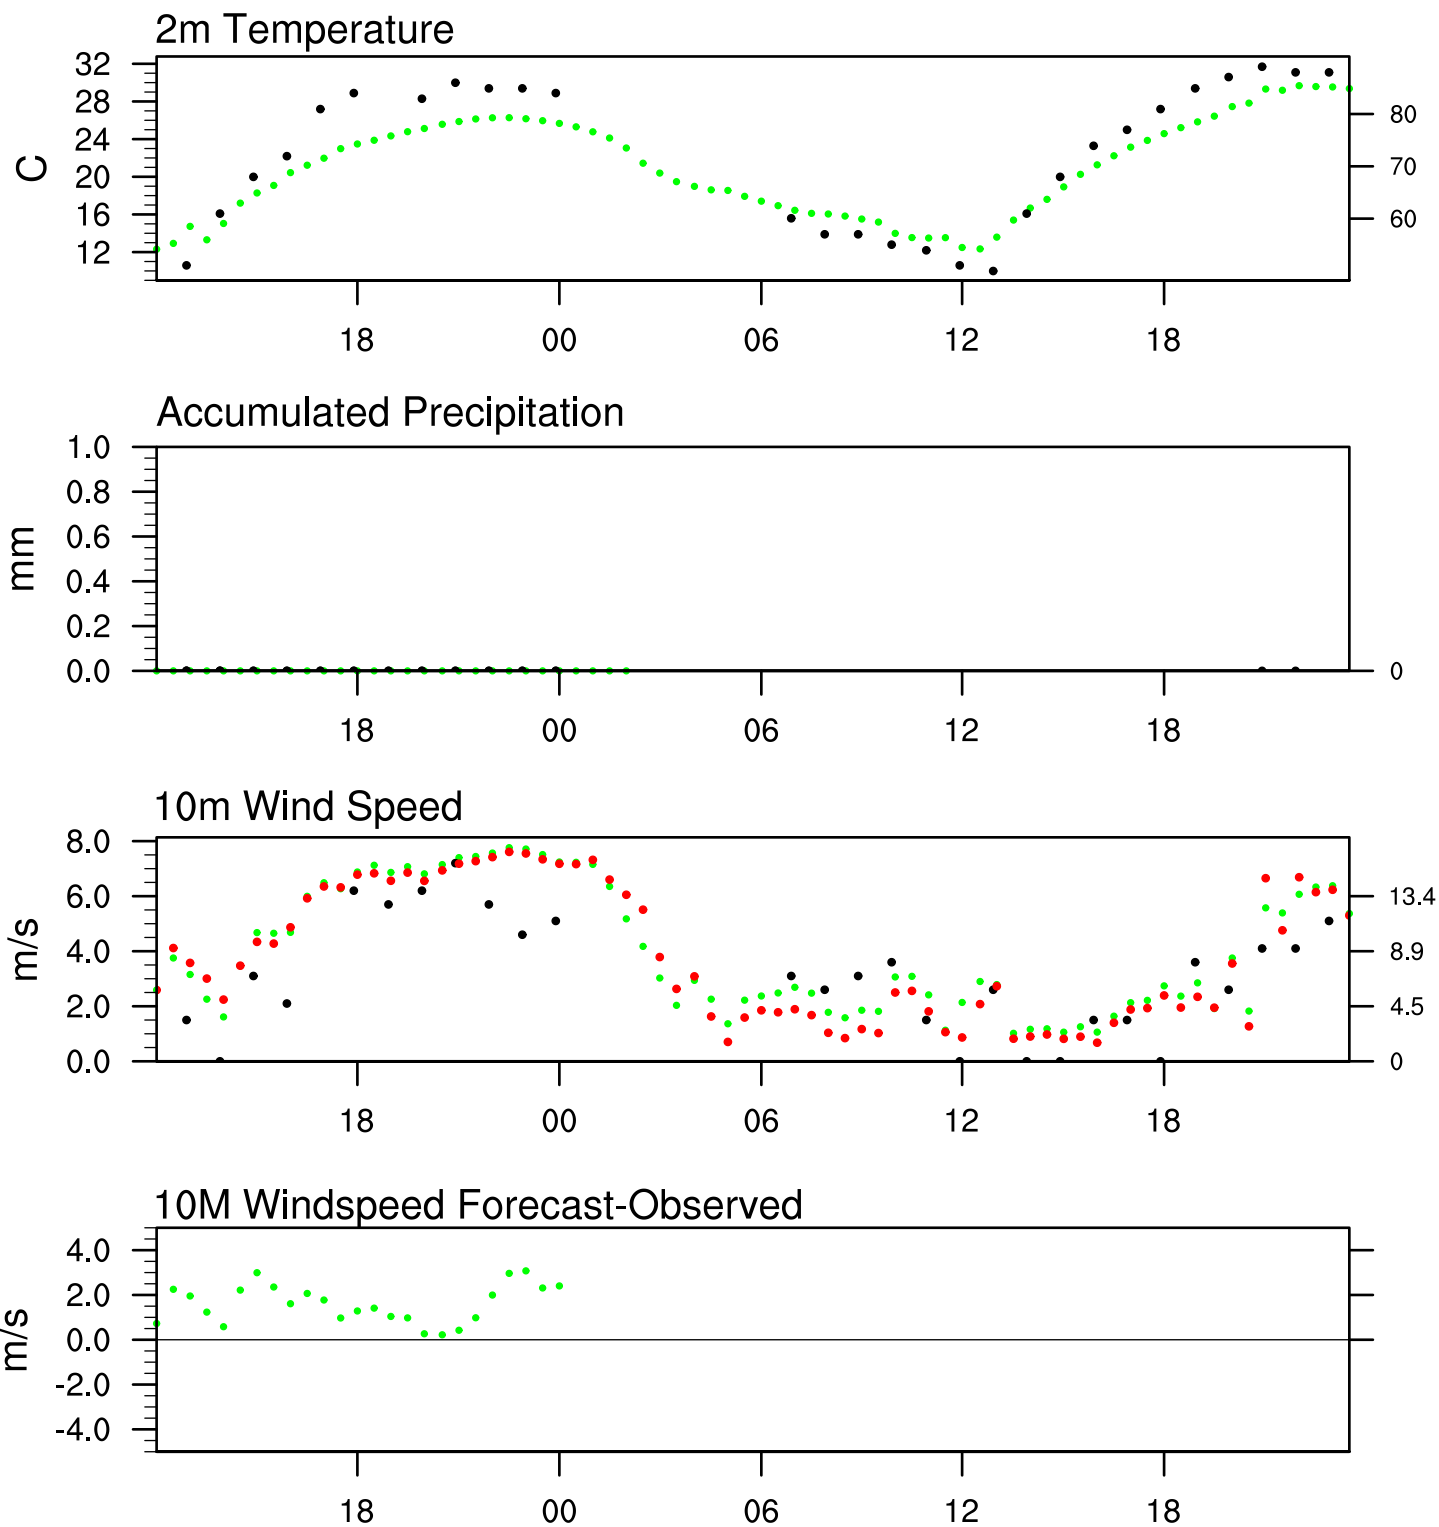 2m Temperature
32
28
24
20
16
12
C
80
70
60
18 00 06 12 18
Accumulated Precipitation
1.0
0.8
0.6
0.4
0.2
0.0
mm
0
18 00 06 12 18
10m Wind Speed
8.0
6.0
4.0
2.0
0.0
m/s
13.4
8.9
4.5
0
18 00 06 12 18
10M Windspeed Forecast-Observed
4.0
2.0
0.0
-2.0
-4.0
m/s
18 00 06 12 18